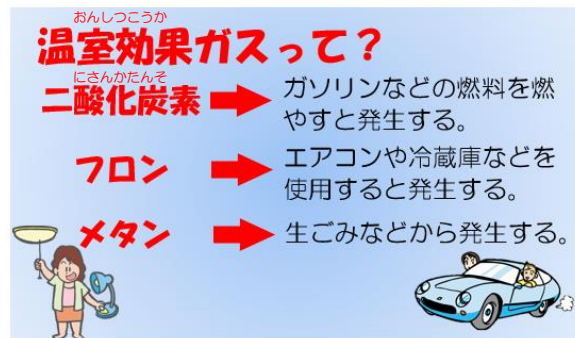 おんしつこうか
温室効果ガスって？
にさんかたんそ
二酸化炭素
ガソリンなどの燃料を燃
やすと発生する。
フロン
エアコンや冷蔵庫などを
使用すると発生する。
メタン
生ごみなどから発生する。